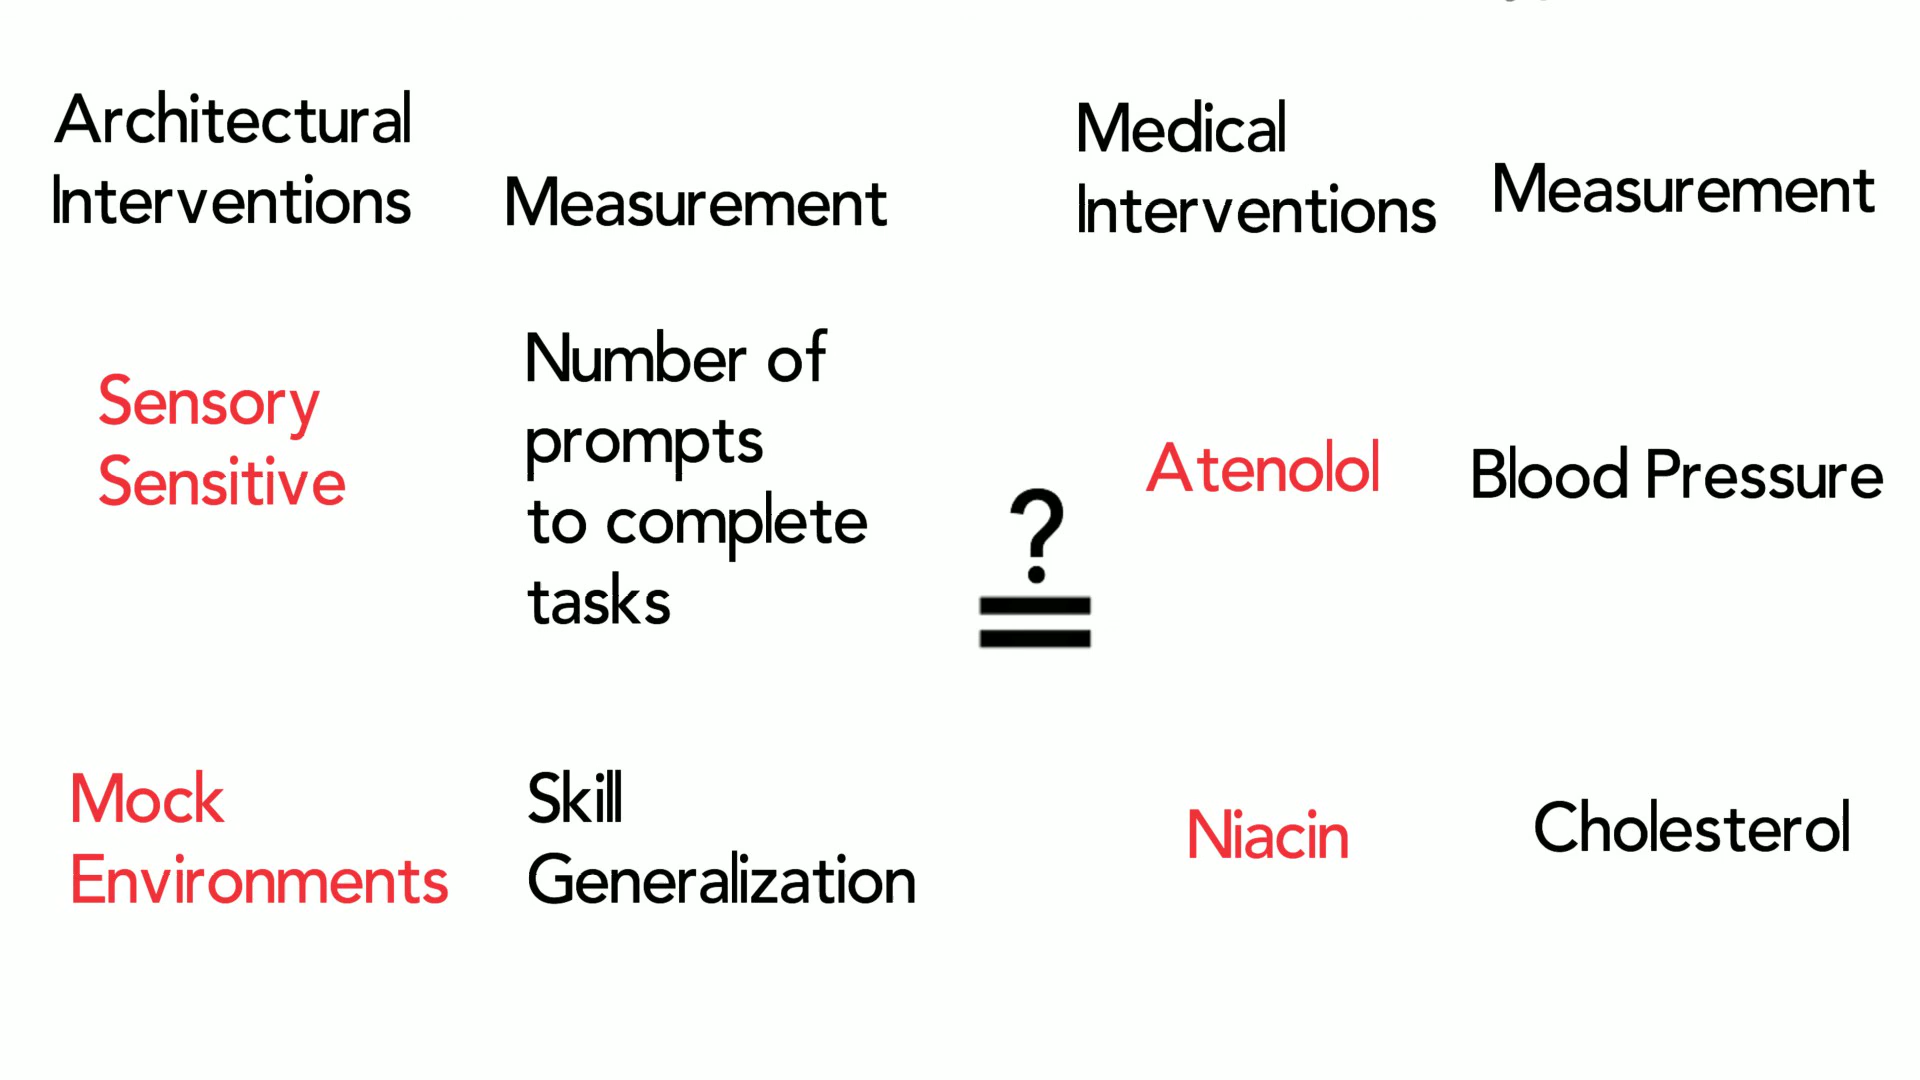 Architectural
Interventions
Measurement
Sensory
Sensitive
Number of
prompts
to complete
tasks
Mock
Environments
Skill
Generalization
?
=
Medical
Interventions
Measurement
Atenolol
Blood Pressure
Niacin
Cholesterol